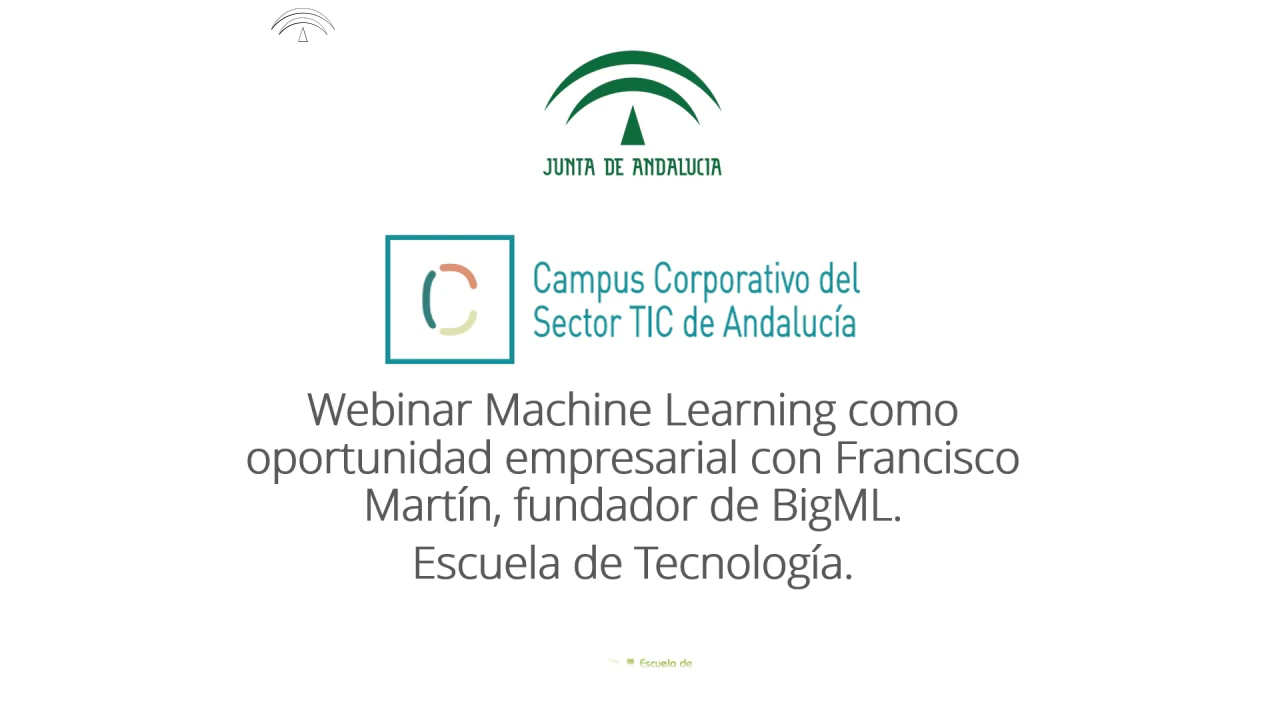 JUNTA DE ANDALUCIA
Campus Corporativo del
Sector TIC de Andalucía
Webinar Machine Learning como
oportunidad empresarial con Francisco
Martín, fundador de BigML.
Escuela de Tecnología.
Escuela de